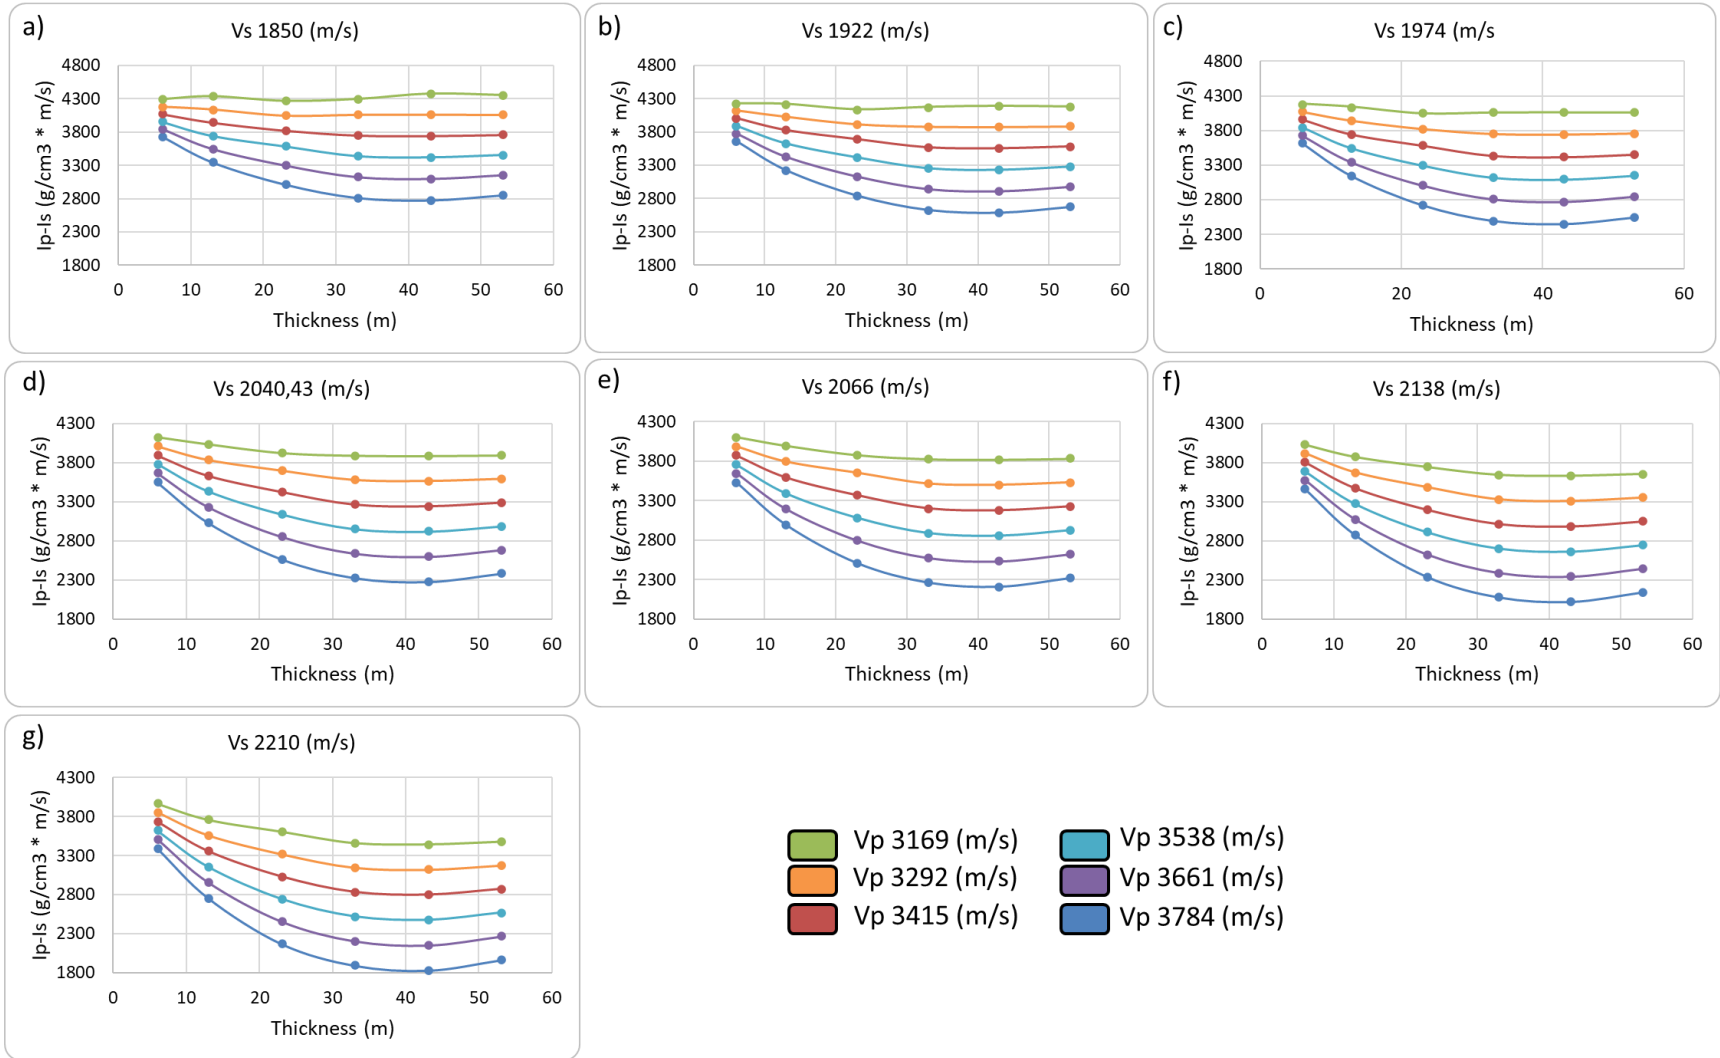 a)
Vs 1850 (m/s)
Ip-Is (g/cm3 * m/s)
4800
4300
3800
3300
2800
2300
1800
0 10 20 30 40 50 60
Thickness (m)
b)
Vs 1922 (m/s)
Ip-Is (g/cm3 * m/s)
4800
4300
3800
3300
2800
2300
1800
0 10 20 30 40 50 60
Thickness (m)
c)
Vs 1974 (m/s
Ip-Is (g/cm3 * m/s)
4800
4300
3800
3300
2800
2300
1800
0 20 40 60
Thickness (m)
d)
Vs 2040,43 (m/s)
Ip-Is (g/cm3 * m/s)
4300
3800
3300
2800
2300
1800
0 10 20 30 40 50 60
Thickness (m)
e)
Vs 2066 (m/s)
Ip-Is (g/cm3 * m/s)
4300
3800
3300
2800
2300
1800
0 10 20 30 40 50 60
Thickness (m)
f)
Vs 2138 (m/s)
Ip-Is (g/cm3 * m/s)
4300
3800
3300
2800
2300
1800
0 10 20 30 40 50 60
Thickness (m)
g)
Vs 2210 (m/s)
Ip-Is (g/cm3 * m/s)
4300
3800
3300
2800
2300
1800
0 10 20 30 40 50 60
Thickness (m)
Vp 3169 (m/s)
Vp 3292 (m/s)
Vp 3415 (m/s)
Vp 3538 (m/s)
Vp 3661 (m/s)
Vp 3784 (m/s)